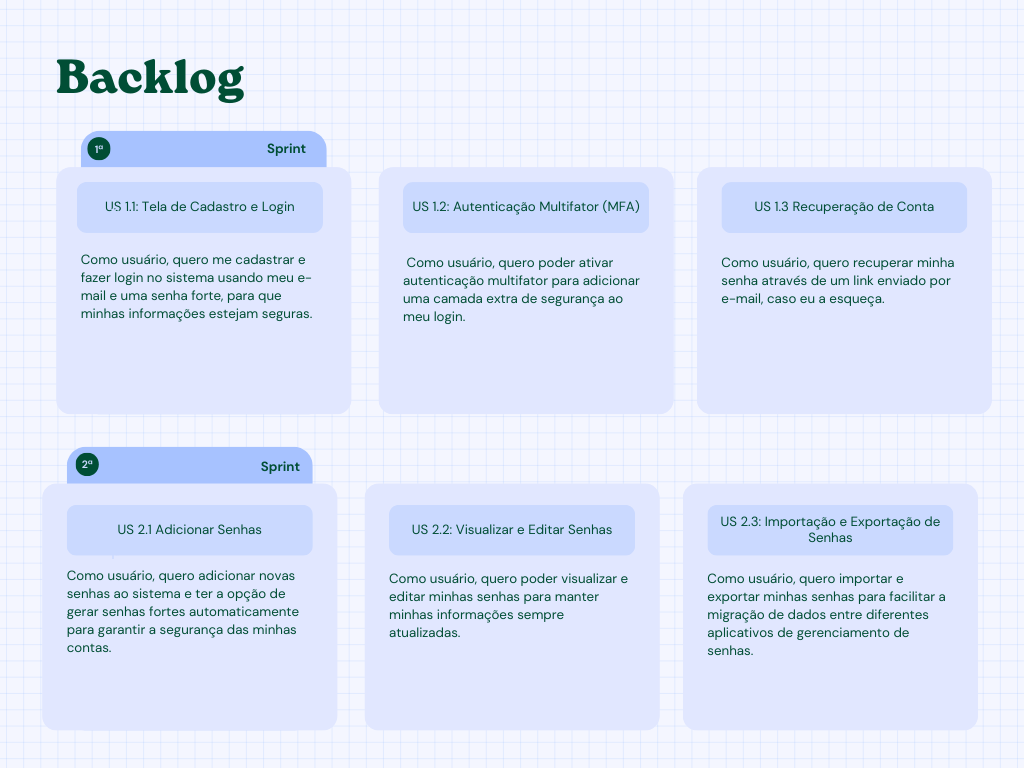 Backlog
1ª
Sprint
US 1.1: Tela de Cadastro e Login
Como usuário, quero me cadastrar e
fazer login no sistema usando meu e-
mail e uma senha forte, para que
minhas informações estejam seguras.
US 1.2: Autenticação Multifator (MFA)
Como usuário, quero poder ativar
autenticação multifator para adicionar
uma camada extra de segurança ao
meu login.
US 1.3 Recuperação de Conta
Como usuário, quero recuperar minha
senha através de um link enviado por
e-mail, caso eu a esqueça.
2ª
Sprint
US 2.1 Adicionar Senhas
Como usuário, quero adicionar novas
senhas ao sistema e ter a opção de
gerar senhas fortes automaticamente
para garantir a segurança das minhas
contas.
US 2.2: Visualizar e Editar Senhas
Como usuário, quero poder visualizar e
editar minhas senhas para manter
minhas informações sempre
atualizadas.
US 2.3: Importação e Exportação de
Senhas
Como usuário, quero importar e
exportar minhas senhas para facilitar a
migração de dados entre diferentes
aplicativos de gerenciamento de
senhas.